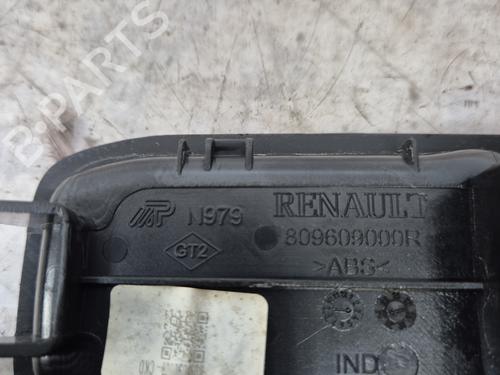 B-PARTS
N979 RENAULT
GT2 809609000R
>ABS<
IND